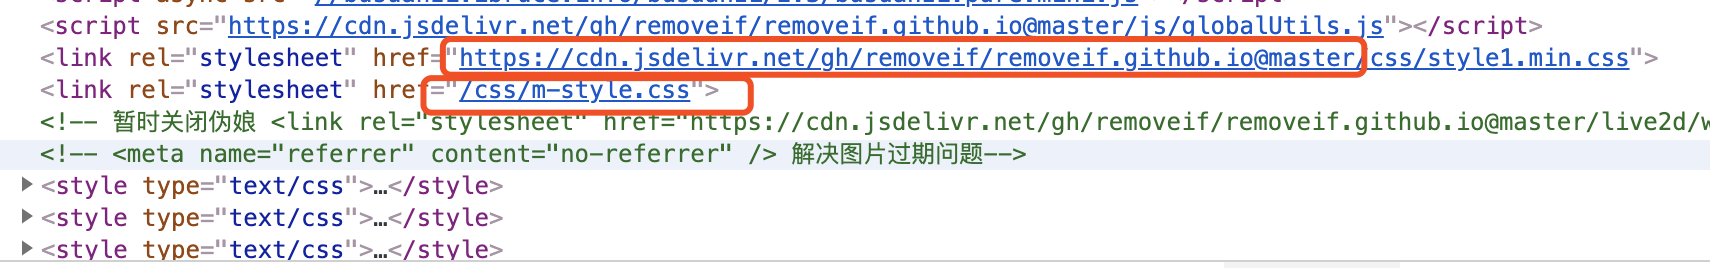 <script src="https://cdn.jsdelivr.net/gh/removeif/removeif.github.io@master/js/globalUtils.js"></script>
<link rel="stylesheet" href="https://cdn.jsdelivr.net/gh/removeif/removeif.github.io@master/css/style1.min.css">
<link rel="stylesheet" href="/css/m-style.css">
<!-- 暂时关闭伪娘 <link rel="stylesheet" href="https://cdn.jsdelivr.net/gh/removeif/removeif.github.io@master/live2d/w
<!-- <meta name="referrer" content="no-referrer" /> 解决图片过期问题-->
<style type="text/css">…</style>
<style type="text/css">…</style>
<style type="text/css">…</style>